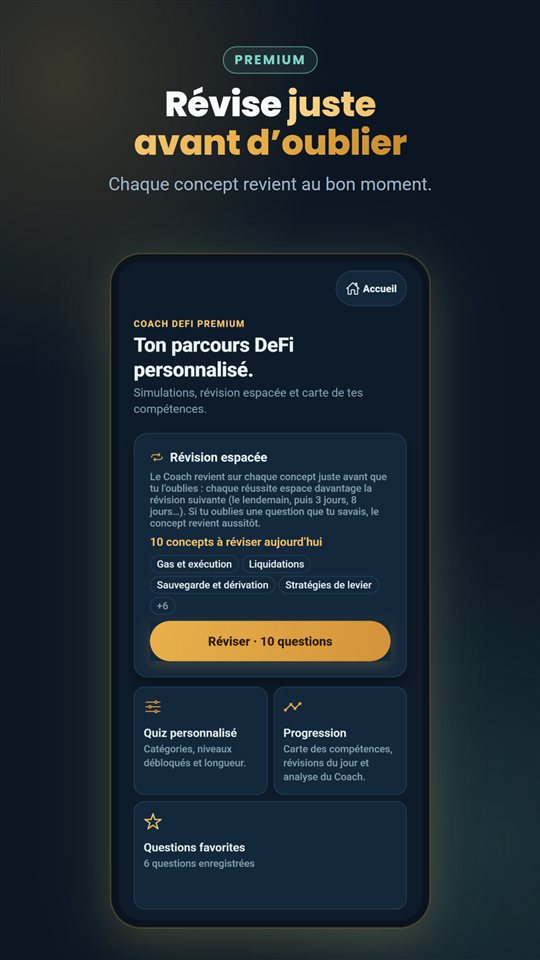 PREMIUM
Révise juste
avant d’oublier
Chaque concept revient au bon moment.
Accueil
COACH DEFI PREMIUM
Ton parcours DeFi
personnalisé.
Simulations, révision espacée et carte de tes
compétences.
Révision espacée
Le Coach revient sur chaque concept juste avant que
tu l’oublies : chaque réussite espace davantage la
révision suivante (le lendemain, puis 3 jours, 8
jours…). Si tu oublies une question que tu savais, le
concept revient aussitôt.
10 concepts à réviser aujourd’hui
Gas et exécution Liquidations
Sauvegarde et dérivation Stratégies de levier
+6
Réviser · 10 questions
Quiz personnalisé
Catégories, niveaux
débloqués et longueur.
Progression
Carte des compétences,
révisions du jour et
analyse du Coach.
Questions favorites
6 questions enregistrées